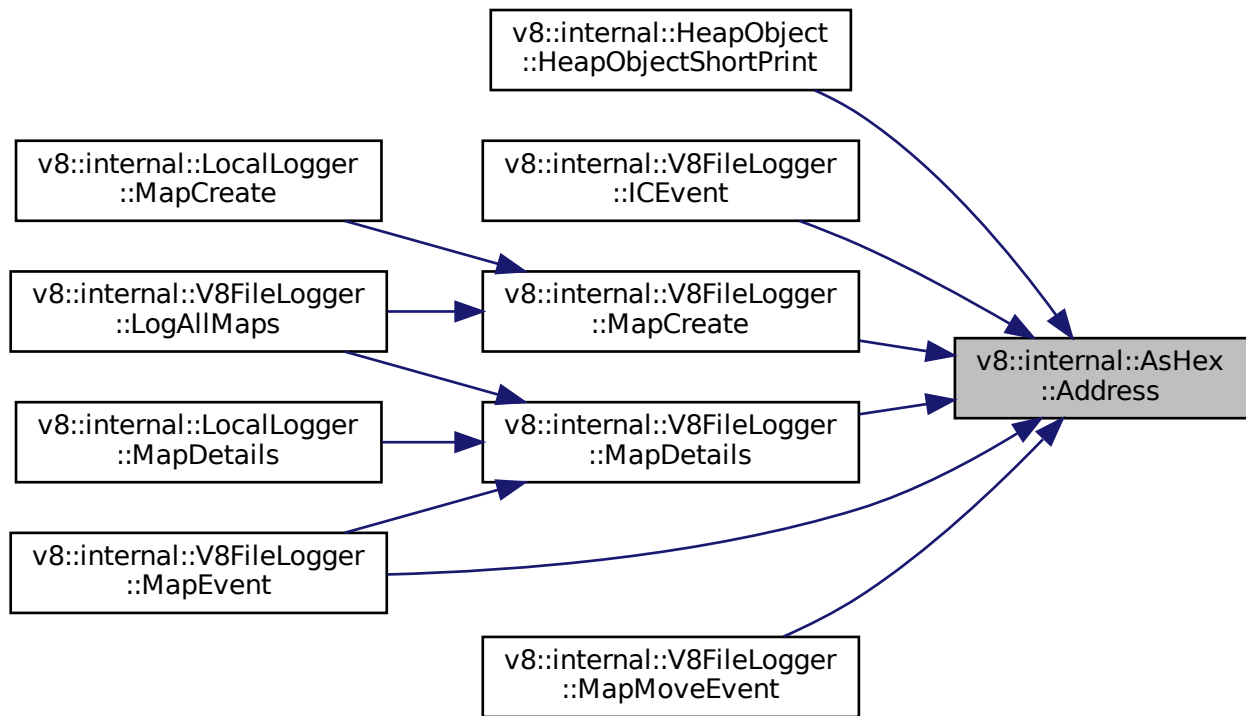 v8::internal::HeapObject
::HeapObjectShortPrint
v8::internal::LocalLogger
::MapCreate
v8::internal::V8FileLogger
::ICEvent
v8::internal::V8FileLogger
::LogAllMaps
v8::internal::V8FileLogger
::MapCreate
v8::internal::AsHex
::Address
v8::internal::LocalLogger
::MapDetails
v8::internal::V8FileLogger
::MapDetails
v8::internal::V8FileLogger
::MapEvent
v8::internal::V8FileLogger
::MapMoveEvent